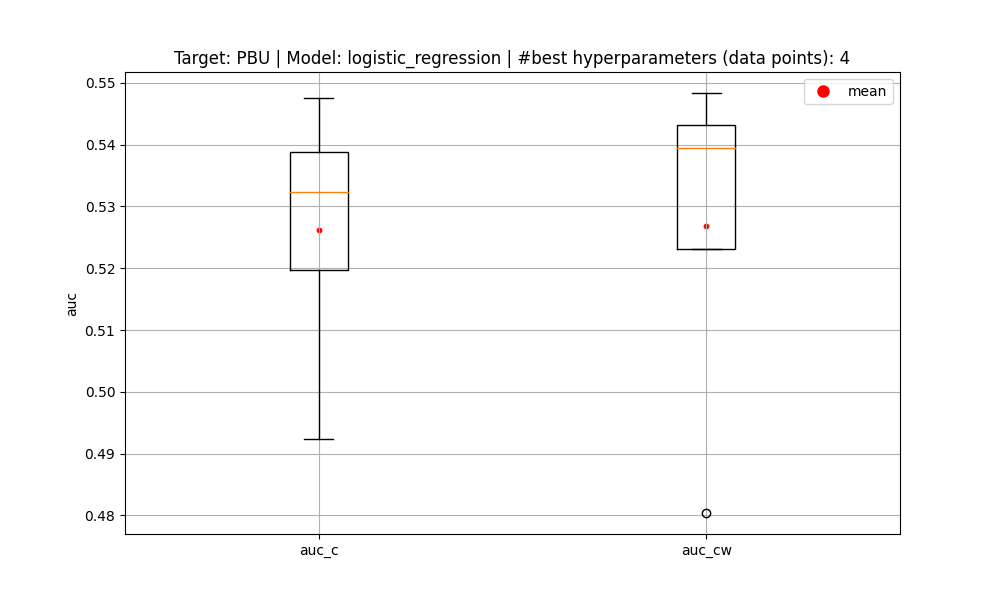 Target: PBU | Model: logistic_regression | #best hyperparameters (data points): 4
mean
auc
0.55
0.54
0.53
0.52
0.51
0.50
0.49
0.48
auc_c
auc_cw